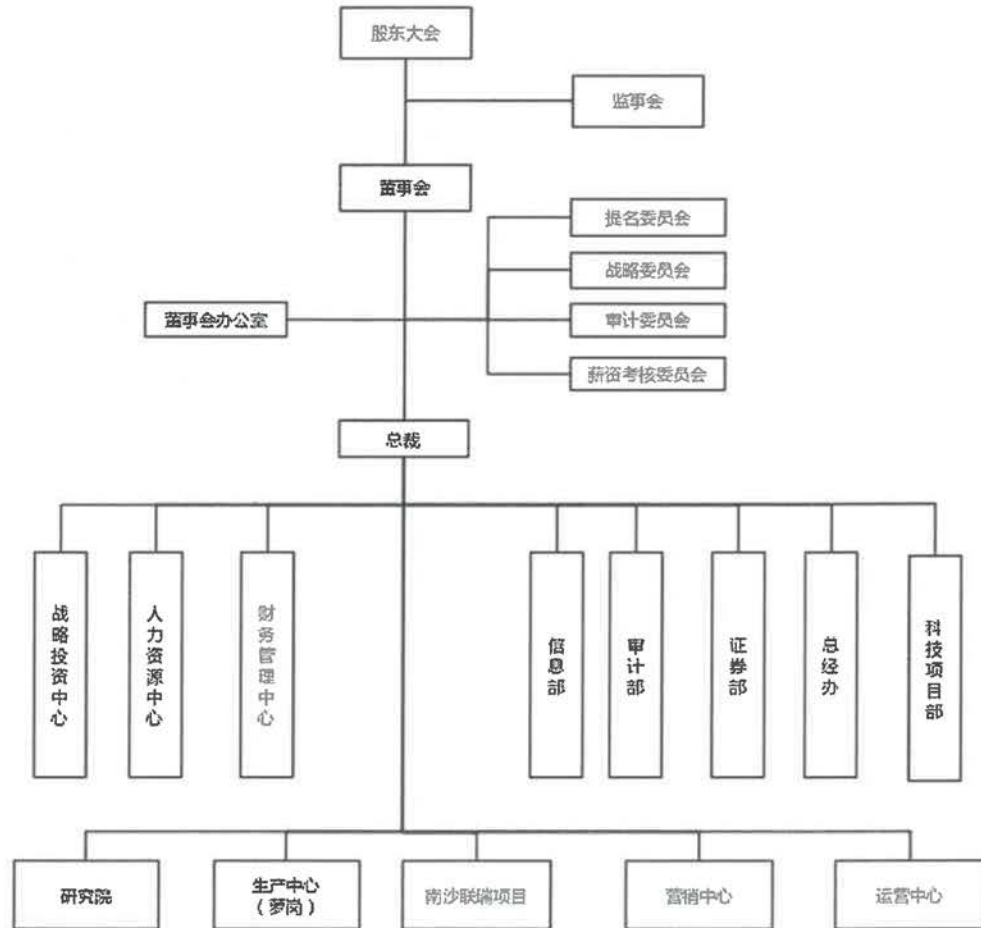 股东大会
监事会
董事会
提名委员会
战略委员会
董事会办公室
审计委员会
薪资考核委员会
总裁
战略投资中心
人力资源中心
财务管理中心
信息部
审计部
证券部
总经办
科技项目部
研究院
生产中心
（萝岗）
南沙联瑞项目
营销中心
运营中心